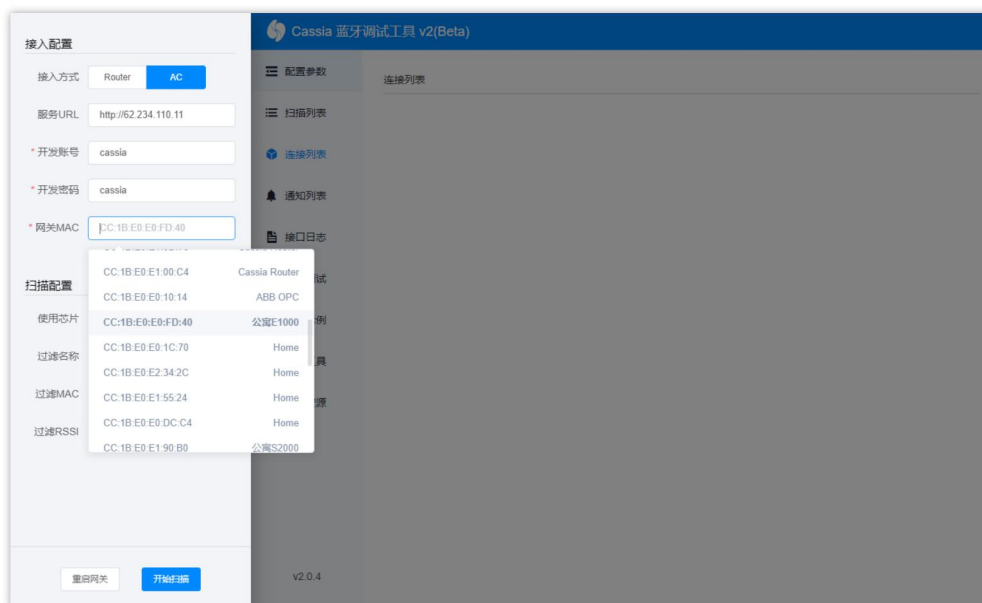 接入配置
接入方式 Router AC
服务URL http://62.234.110.11
* 开发账号 cassia
* 开发密码 cassia
* 网关MAC CC:1B:E0:E0:FD:40
CC:1B:E0:E1:00:C4 Cassia Router
CC:1B:E0:E0:10:14 ABB OPC
CC:1B:E0:E0:FD:40 公寓E1000
CC:1B:E0:E0:1C:70 Home
CC:1B:E0:E2:34:2C Home
CC:1B:E0:E1:55:24 Home
CC:1B:E0:E0:DC:C4 Home
CC:1B:E0:E1:90:B0 公寓S2000
扫描配置
使用芯片
过滤名称
过滤MAC
过滤RSSI
重启网关 开始扫描
Cassia 蓝牙调试工具 v2(Beta)
配置参数
扫描列表
连接列表
通知列表
接口日志
试
例
具
源
v2.0.4
连接列表